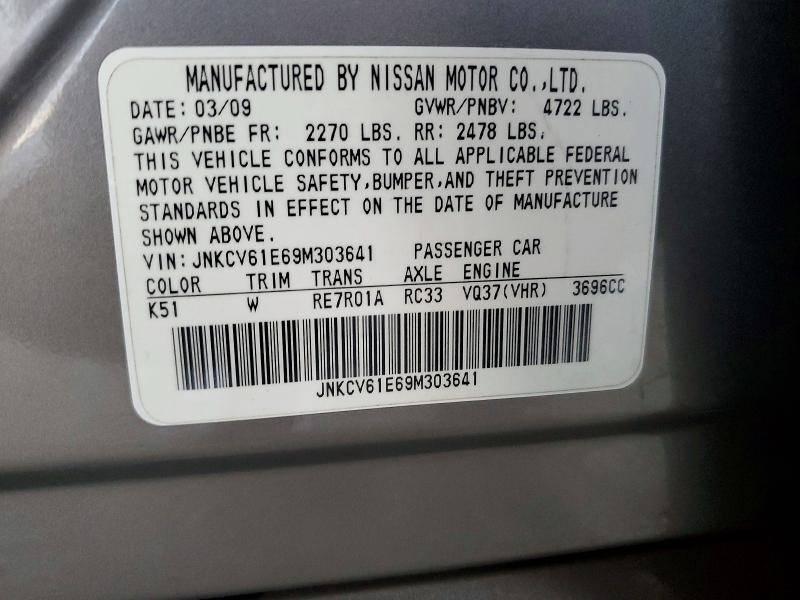 MANUFACTURED BY NISSAN MOTOR CO.,LTD.
DATE: 03/09 GVWR/PNBV: 4722 LBS.
GAWR/PNBE FR: 2270 LBS. RR: 2478 LBS.
THIS VEHICLE CONFORMS TO ALL APPLICABLE FEDERAL
MOTOR VEHICLE SAFETY,BUMPER,AND THEFT PREVENTION
STANDARDS IN EFFECT ON THE DATE OF MANUFACTURE
SHOWN ABOVE.
VIN: JNKCV61E69M303641 PASSENGER CAR
COLOR TRIM TRANS AXLE ENGINE
K51 W RE7R01A RC33 VQ37(VHR) 3696CC
JNKCV61E69M303641